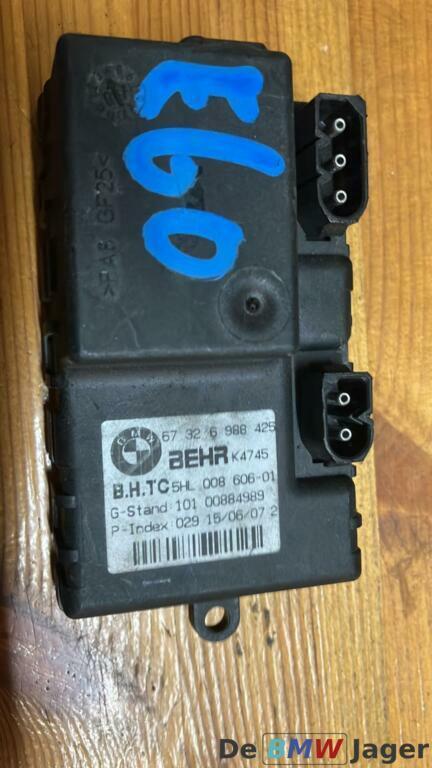 E60
>PA6 GF25<
BMW
67 32 6 988 425
BEHR K4745
B.H.TC 5HL 008 606-01
G-Stand: 101 00884989
P-Index: 029 15/06/07 2
De BMW Jager